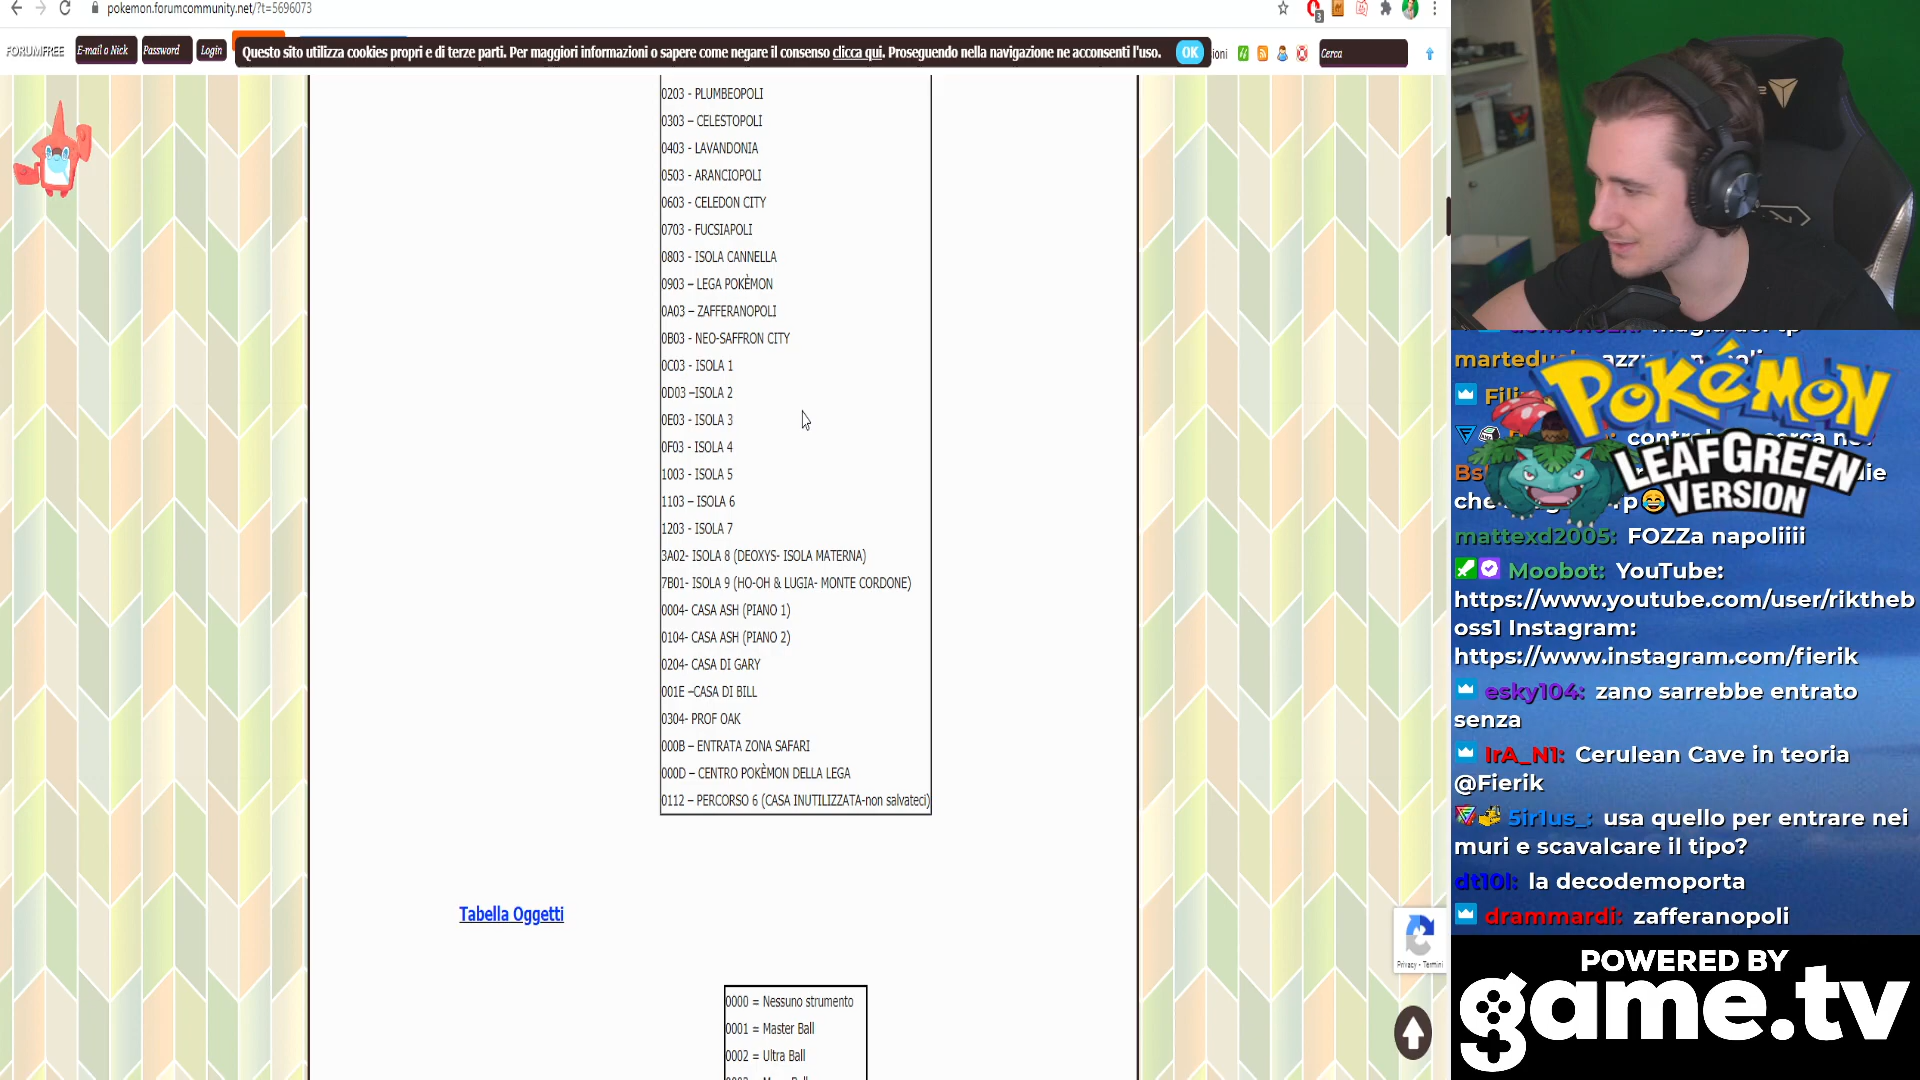 pokemon.forumcommunity.net/?t=5696073
FORUMFREE
E-mail o Nick
Password
Login
Questo sito utilizza cookies propri e di terze parti. Per maggiori informazioni o sapere come negare il consenso clicca qui. Proseguendo nella navigazione ne acconsenti l'uso.
OK
ioni
Cerca
3
0203 - PLUMBEOPOLI
0303 – CELESTOPOLI
0403 - LAVANDONIA
0503 - ARANCIOPOLI
0603 - CELEDON CITY
0703 - FUCSIAPOLI
0803 - ISOLA CANNELLA
0903 – LEGA POKÈMON
0A03 – ZAFFERANOPOLI
0B03 - NEO-SAFFRON CITY
0C03 - ISOLA 1
0D03 –ISOLA 2
0E03 - ISOLA 3
0F03 - ISOLA 4
1003 - ISOLA 5
1103 – ISOLA 6
1203 - ISOLA 7
3A02- ISOLA 8 (DEOXYS- ISOLA MATERNA)
7B01- ISOLA 9 (HO-OH & LUGIA- MONTE CORDONE)
0004- CASA ASH (PIANO 1)
0104- CASA ASH (PIANO 2)
0204- CASA DI GARY
001E –CASA DI BILL
0304- PROF OAK
000B – ENTRATA ZONA SAFARI
000D – CENTRO POKÈMON DELLA LEGA
0112 – PERCORSO 6 (CASA INUTILIZZATA-non salvateci)
Tabella Oggetti
0000 = Nessuno strumento
0001 = Master Ball
0002 = Ultra Ball
Privacy - Termini
POKéMON
LEAFGREEN
VERSION
mattexd2005: FOZZa napoliiii
Moobot: YouTube:
https://www.youtube.com/user/riktheb
oss1 Instagram:
https://www.instagram.com/fierik
esky104: zano sarrebbe entrato
senza
IrA_N1: Cerulean Cave in teoria
@Fierik
5ir1us_: usa quello per entrare nei
muri e scavalcare il tipo?
dt10l: la decodemoporta
drammardi: zafferanopoli
POWERED BY
game.tv